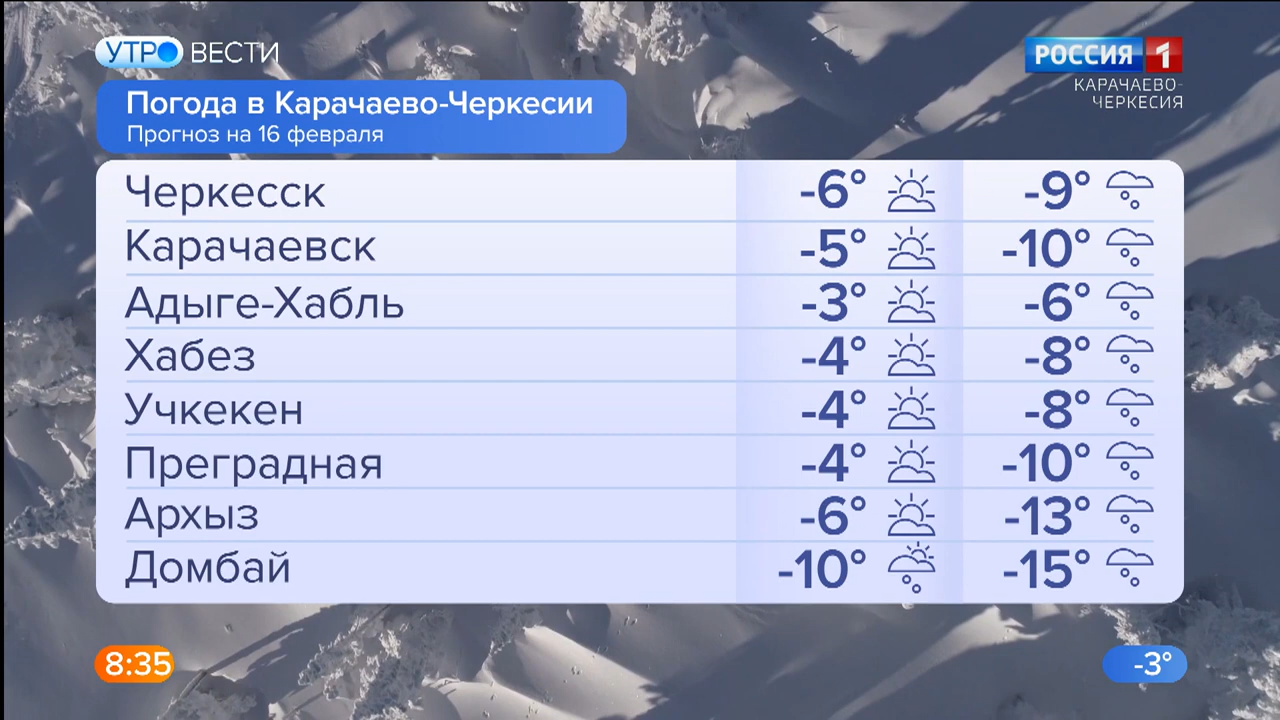 УТРО ВЕСТИ
РОССИЯ 1
КАРАЧАЕВО-
ЧЕРКЕСИЯ
Погода в Карачаево-Черкесии
Прогноз на 16 февраля
Черкесск -6° -9°
Карачаевск -5° -10°
Адыге-Хабль -3° -6°
Хабез -4° -8°
Учкекен -4° -8°
Преградная -4° -10°
Архыз -6° -13°
Домбай -10° -15°
8:35 -3°